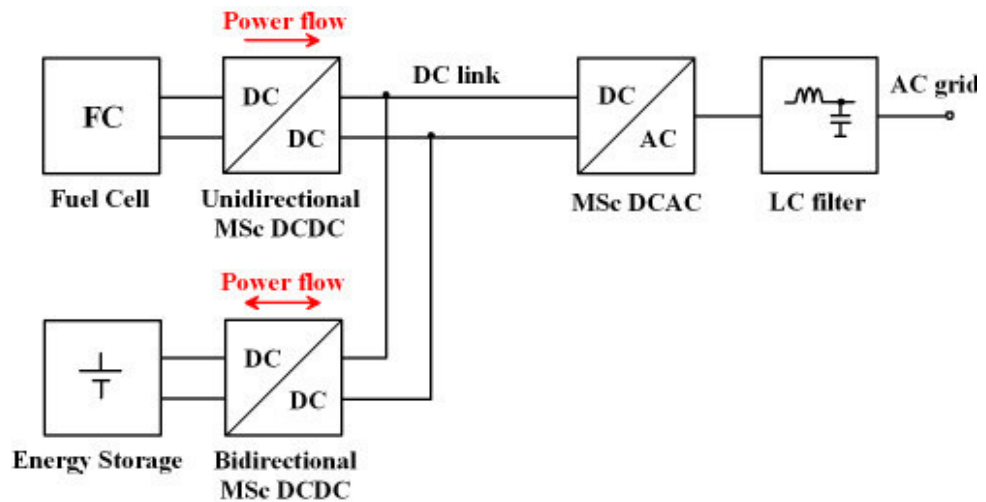 Power flow
DC link
AC grid
FC
DC
DC
DC
AC
Fuel Cell
Unidirectional
MSc DCDC
MSc DCAC
LC filter
Power flow
DC
DC
Energy Storage
Bidirectional
MSc DCDC